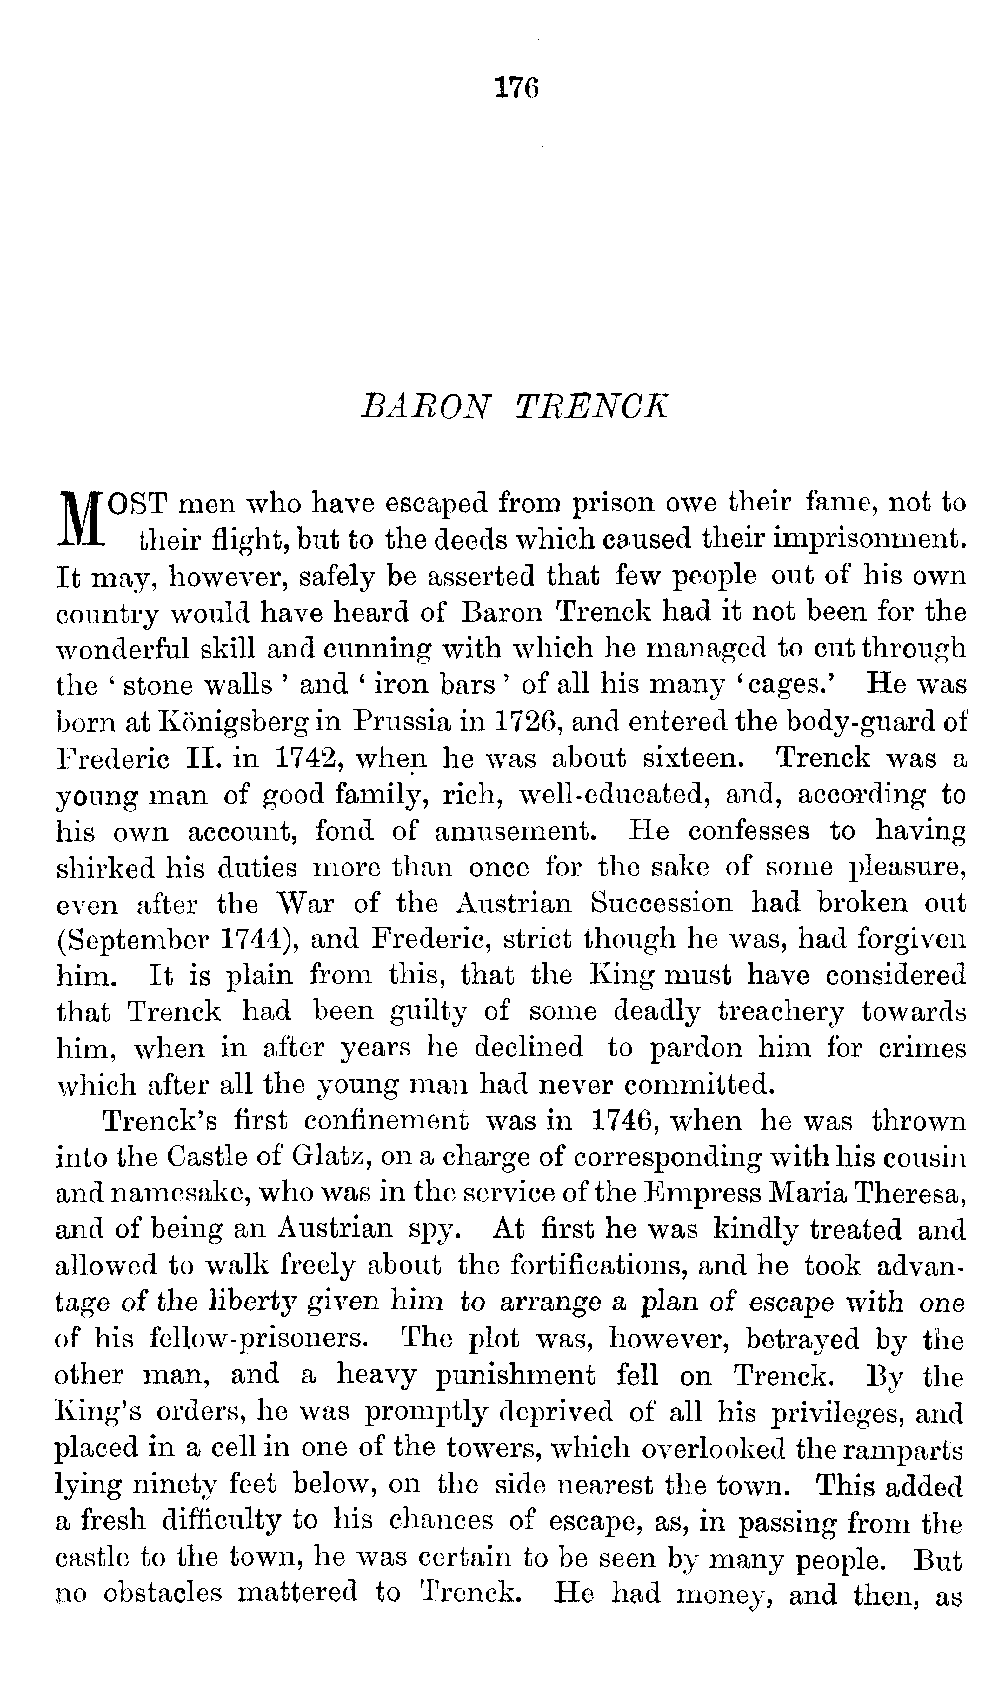 176
BARON TRENCK
MOST men who have escaped from prison owe their fame, not to
their flight, but to the deeds which caused their imprisonment.
It may, however, safely be asserted that few people out of his own
country would have heard of Baron Trenck had it not been for the
wonderful skill and cunning with which he managed to cut through
the ‘ stone walls ’ and ‘ iron bars ’ of all his many ‘cages.’ He was
born at Königsberg in Prussia in 1726, and entered the body-guard of
Frederic II. in 1742, when he was about sixteen. Trenck was a
young man of good family, rich, well-educated, and, according to
his own account, fond of amusement. He confesses to having
shirked his duties more than once for the sake of some pleasure,
even after the War of the Austrian Succession had broken out
(September 1744), and Frederic, strict though he was, had forgiven
him. It is plain from this, that the King must have considered
that Trenck had been guilty of some deadly treachery towards
him, when in after years he declined to pardon him for crimes
which after all the young man had never committed.
Trenck’s first confinement was in 1746, when he was thrown
into the Castle of Glatz, on a charge of corresponding with his cousin
and namesake, who was in the service of the Empress Maria Theresa,
and of being an Austrian spy. At first he was kindly treated and
allowed to walk freely about the fortifications, and he took advan-
tage of the liberty given him to arrange a plan of escape with one
of his fellow-prisoners. The plot was, however, betrayed by the
other man, and a heavy punishment fell on Trenck. By the
King’s orders, he was promptly deprived of all his privileges, and
placed in a cell in one of the towers, which overlooked the ramparts
lying ninety feet below, on the side nearest the town. This added
a fresh difficulty to his chances of escape, as, in passing from the
castle to the town, he was certain to be seen by many people. But
no obstacles mattered to Trenck. He had money, and then, as